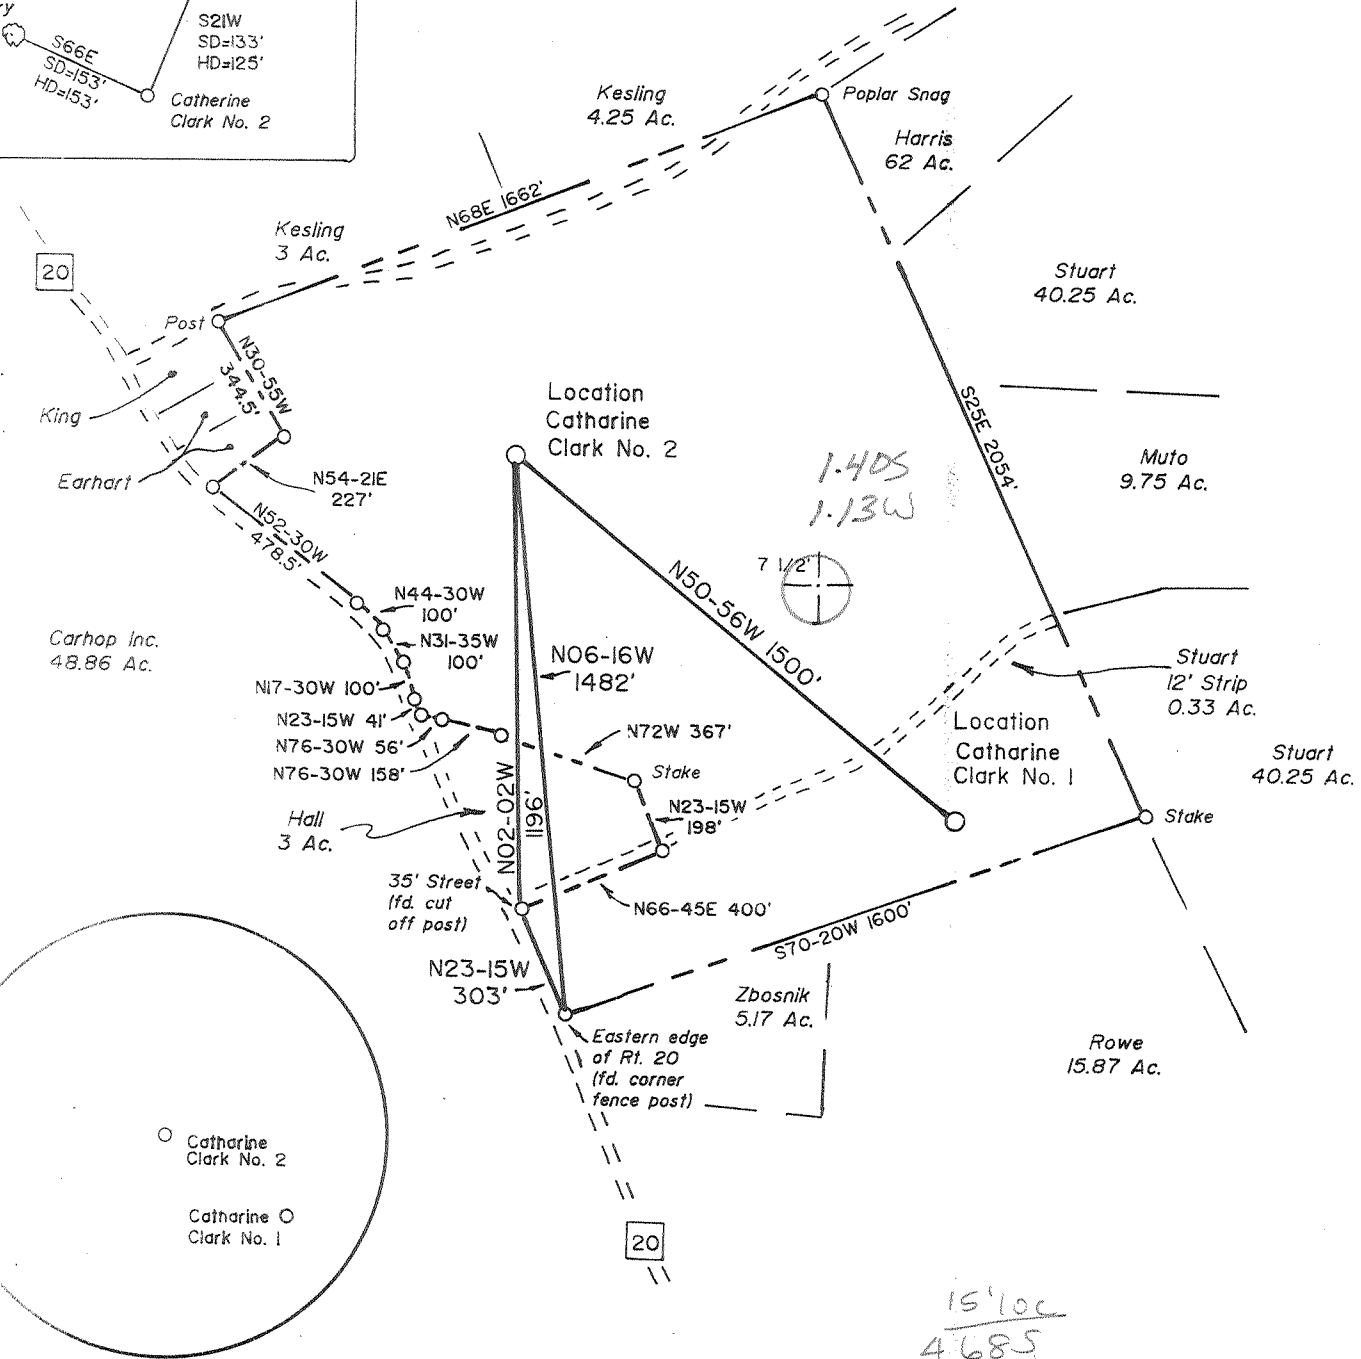 S21W
SD=133'
HD=125'
S66E
SD=153'
HD=153'
Catherine
Clark No. 2
Kesling
4.25 Ac.
Poplar Snag
Harris
62 Ac.
N68E 1662'
Kesling
3 Ac.
20
Stuart
40.25 Ac.
Post
N30-55W
344.5'
King
Location
Catharine
Clark No. 2
S25E 2054'
Earhart
N54-21E
227'
Muto
9.75 Ac.
1.40S
1.13W
N52-30W
478.5'
7 1/2'
N50-56W 1500'
N44-30W
100'
Carhop Inc.
48.86 Ac.
N31-35W
100'
N06-16W
1482'
Stuart
12' Strip
0.33 Ac.
N17-30W 100'
N23-15W 41'
N76-30W 56'
N76-30W 158'
N72W 367'
Location
Catharine
Clark No. 1
Stuart
40.25 Ac.
Stake
Hall
3 Ac.
N02-02W
1196'
N23-15W
198'
Stake
35' Street
(fd. cut
off post)
N66-45E 400'
S70-20W 1600'
N23-15W
303'
Zbosnik
5.17 Ac.
Eastern edge
of Rt. 20
(fd. corner
fence post)
Rowe
15.87 Ac.
Catharine
Clark No. 2
Catharine
Clark No. 1
20
15' loc
4.68S